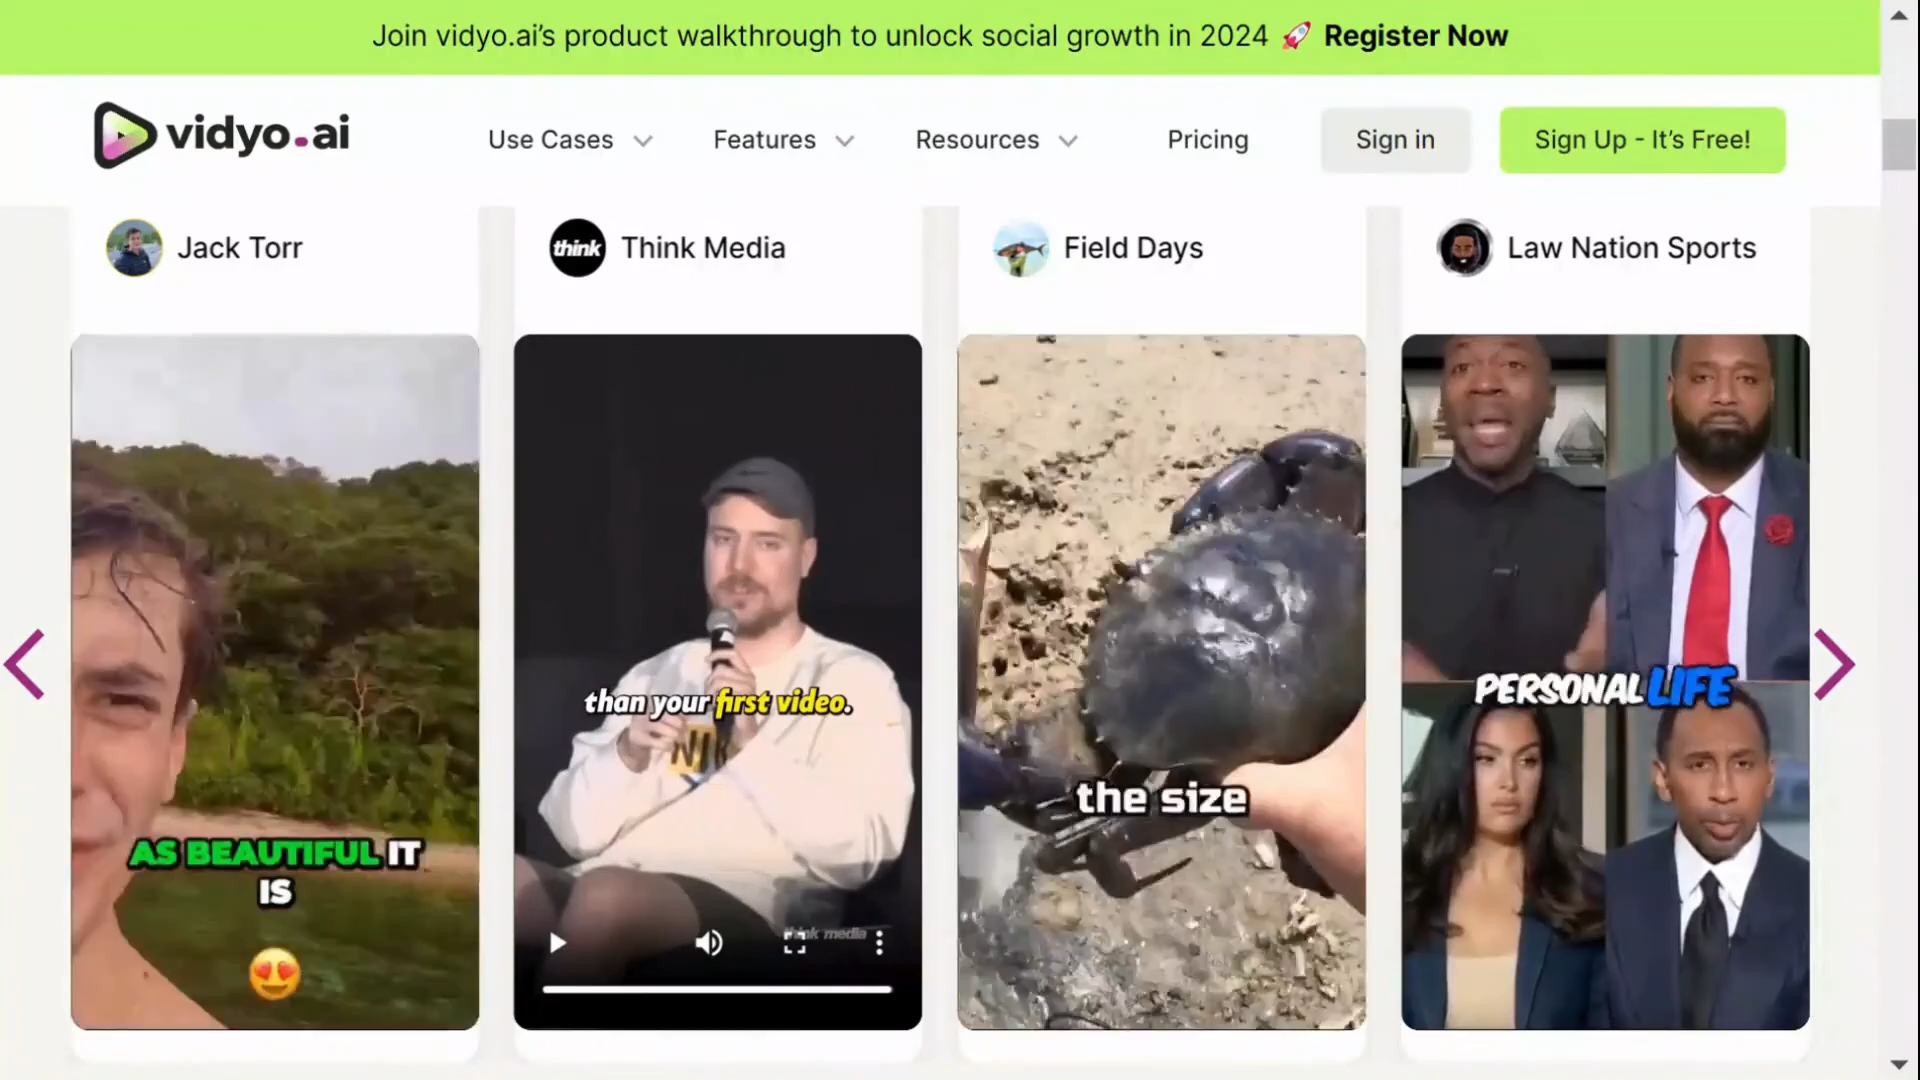 Join vidyo.ai's product walkthrough to unlock social growth in 2024 🚀 Register Now
vidyo.ai
Use Cases
Features
Resources
Pricing
Sign in
Sign Up - It's Free!
Jack Torr
think
Think Media
Field Days
Law Nation Sports
AS BEAUTIFUL IT
IS
than your first video.
think media
the size
PERSONAL LIFE